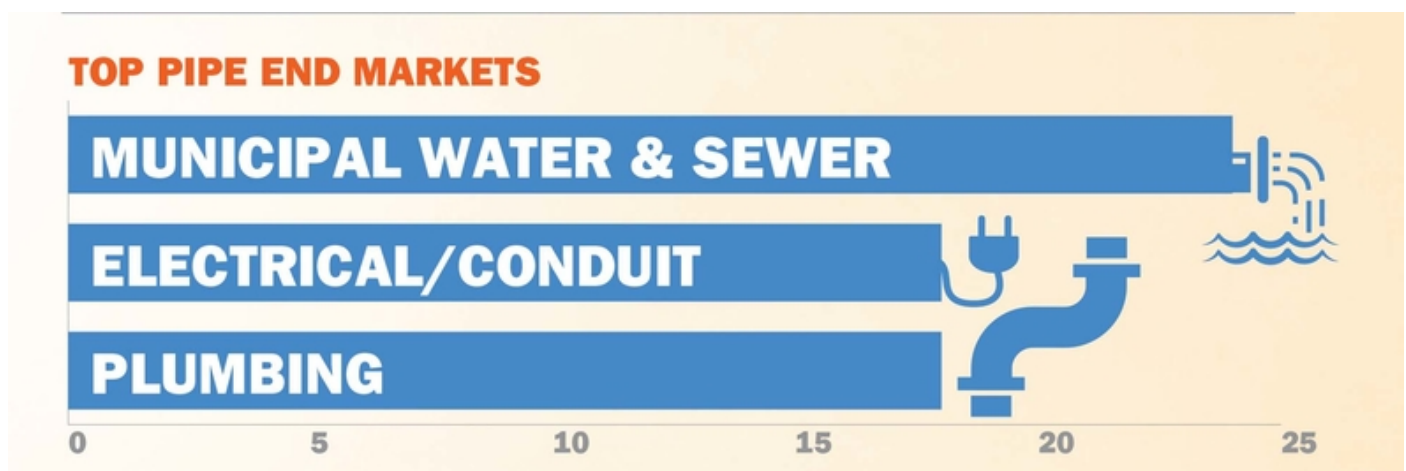 TOP PIPE END MARKETS
MUNICIPAL WATER & SEWER
ELECTRICAL/CONDUIT
PLUMBING
0 5 10 15 20 25